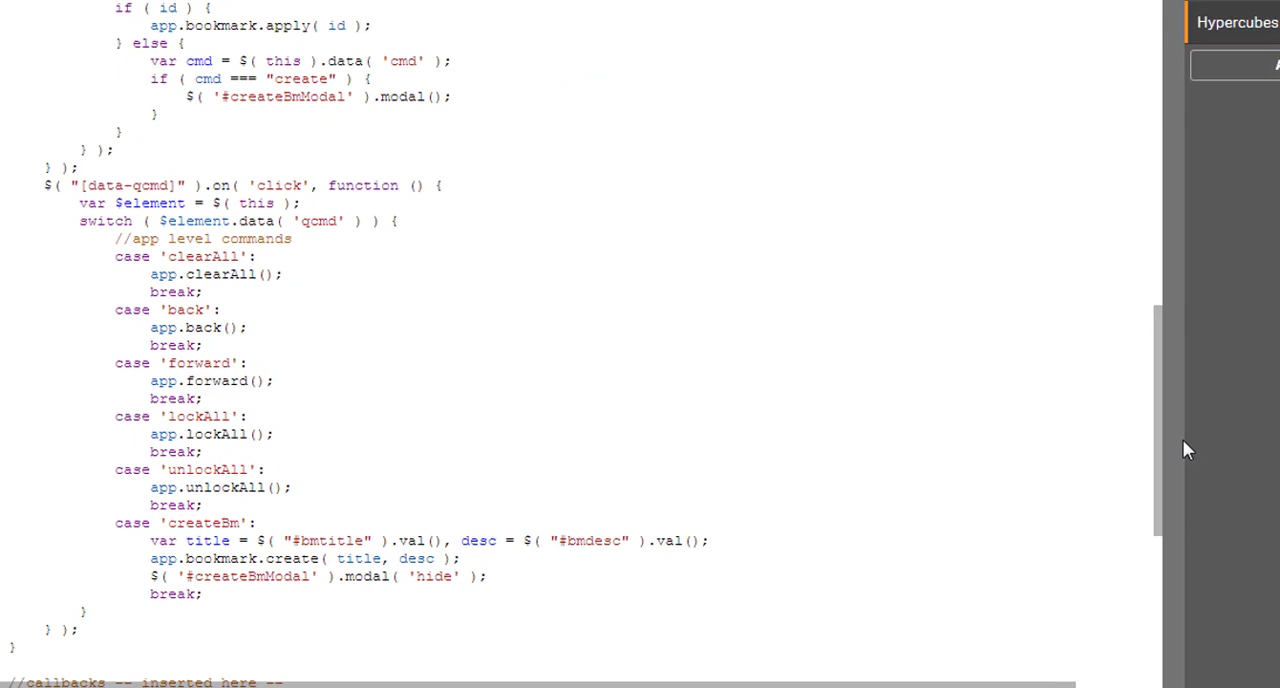 if ( id ) {
app.bookmark.apply( id );
} else {
var cmd = $( this ).data( 'cmd' );
if ( cmd === "create" ) {
$( '#createBmModal' ).modal();
}
}
} );
} );
$( "[data-qcmd]" ).on( 'click', function () {
var $element = $( this );
switch ( $element.data( 'qcmd' ) ) {
//app level commands
case 'clearAll':
app.clearAll();
break;
case 'back':
app.back();
break;
case 'forward':
app.forward();
break;
case 'lockAll':
app.lockAll();
break;
case 'unlockAll':
app.unlockAll();
break;
case 'createBm':
var title = $( "#bmtitle" ).val(), desc = $( "#bmdesc" ).val();
app.bookmark.create( title, desc );
$( '#createBmModal' ).modal( 'hide' );
break;
}
} );
}
//callbacks -- inserted here --
Hypercubes